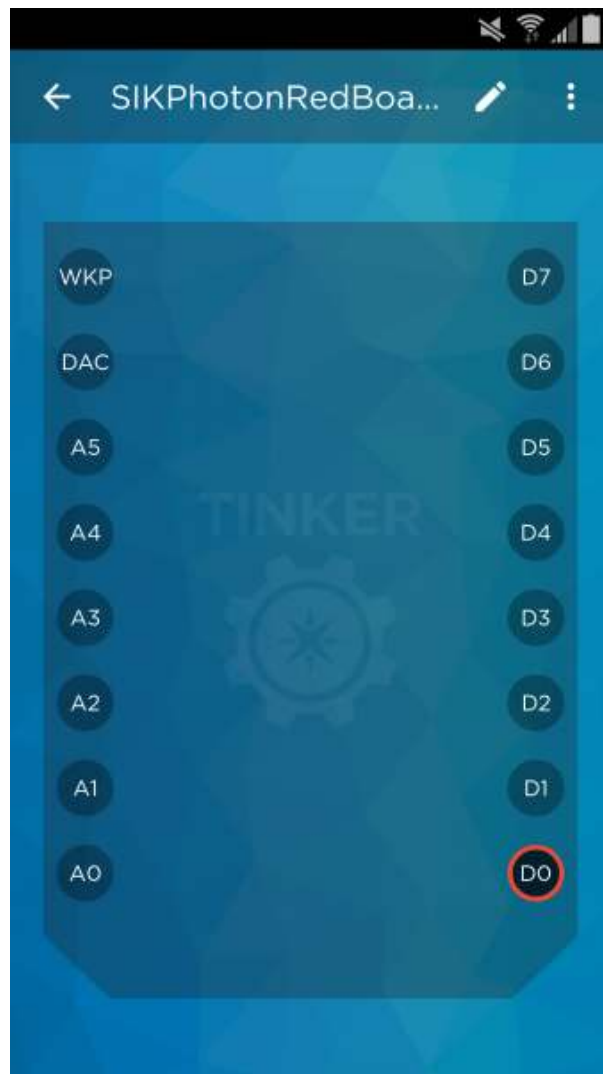 SIKPhotonRedBoa...
WKP D7
DAC D6
A5 D5
TINKER
A4 D4
A3 D3
A2 D2
A1 D1
A0 D0